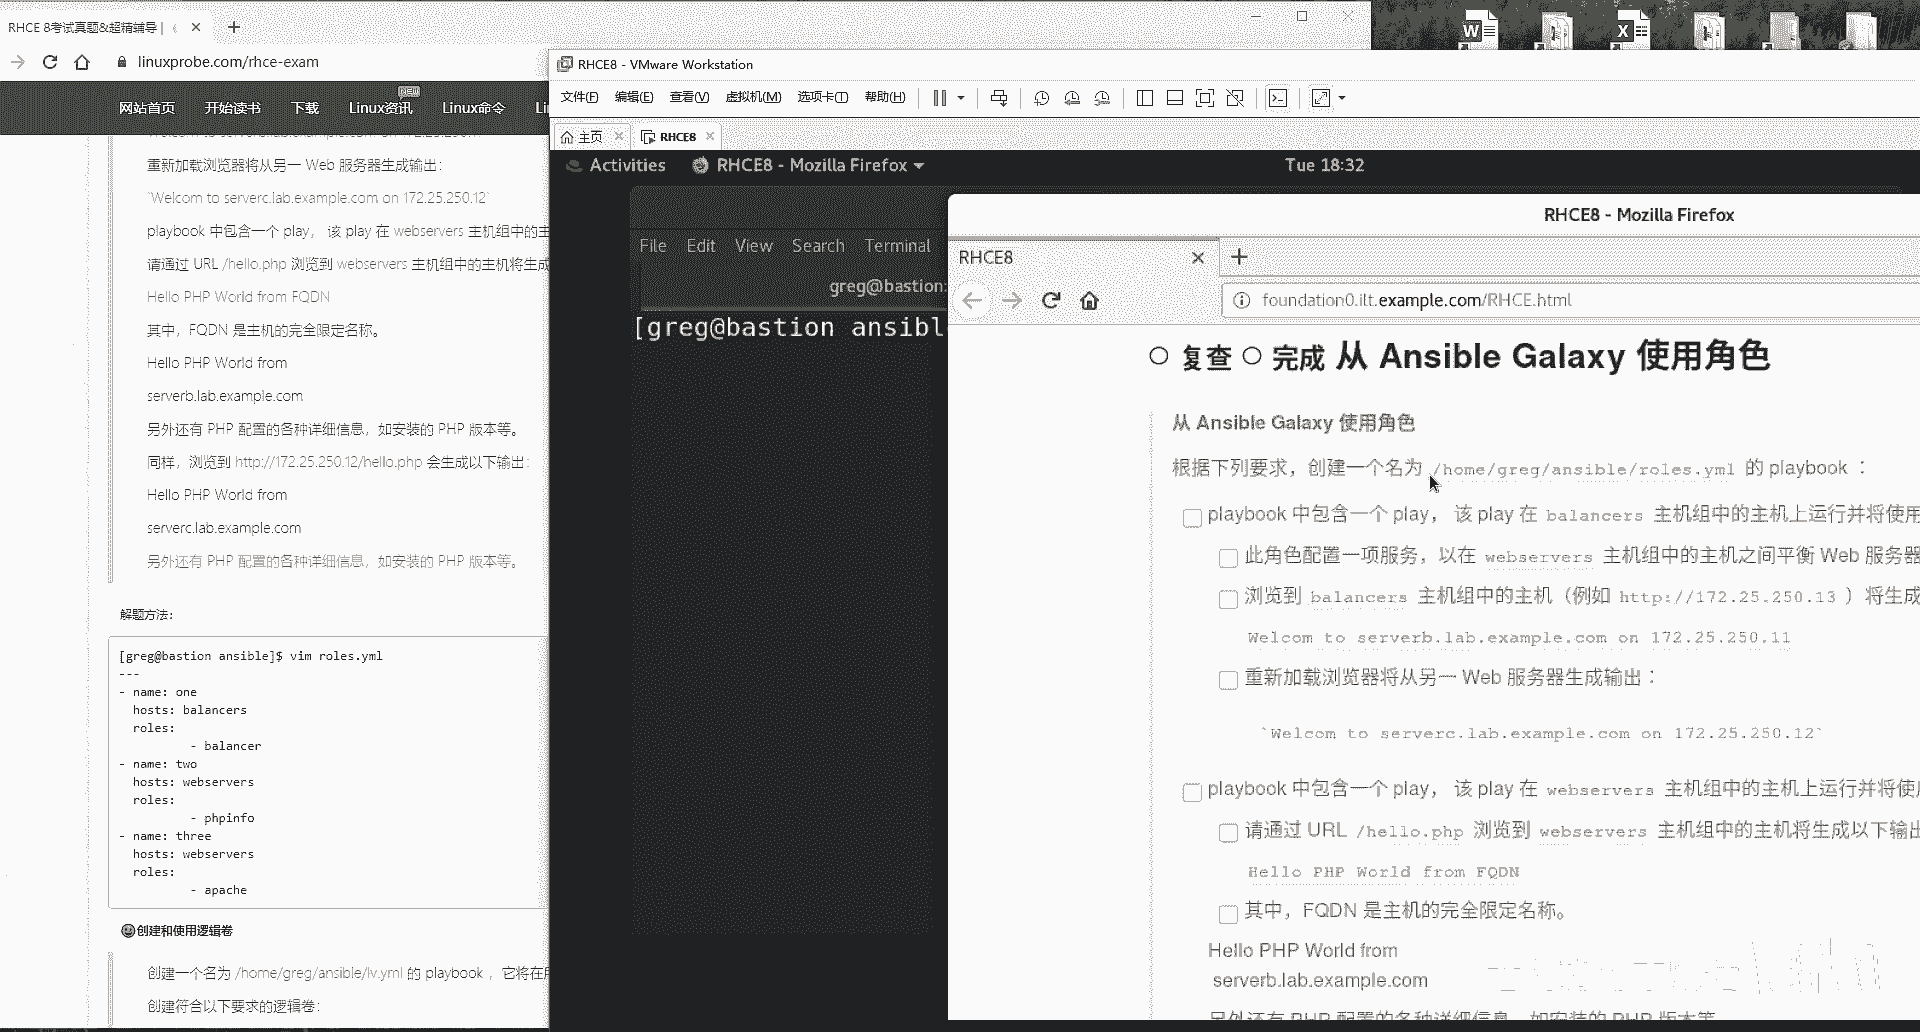 RHCE 8考试真题&超精辅导 |
linuxprobe.com/rhce-exam
网站首页 开始读书 下载 Linux资讯 NEW Linux命令
重新加载浏览器将从另一 Web 服务器生成输出：
`Welcom to serverc.lab.example.com on 172.25.250.12`
playbook 中包含一个 play， 该 play 在 webservers 主机组中的主
请通过 URL /hello.php 浏览到 webservers 主机组中的主机将生成
Hello PHP World from FQDN
其中，FQDN 是主机的完全限定名称。
Hello PHP World from
serverb.lab.example.com
另外还有 PHP 配置的各种详细信息，如安装的 PHP 版本等。
同样，浏览到 http://172.25.250.12/hello.php 会生成以下输出：
Hello PHP World from
serverc.lab.example.com
另外还有 PHP 配置的各种详细信息，如安装的 PHP 版本等。
解题方法：
[greg@bastion ansible]$ vim roles.yml
---
- name: one
  hosts: balancers
  roles:
          - balancer
- name: two
  hosts: webservers
  roles:
          - phpinfo
- name: three
  hosts: webservers
  roles:
          - apache
创建和使用逻辑卷
创建一个名为 /home/greg/ansible/lv.yml 的 playbook ，它将在
创建符合以下要求的逻辑卷：
RHCE8 - VMware Workstation
文件(F) 编辑(E) 查看(V) 虚拟机(M) 选项卡(T) 帮助(H)
主页 RHCE8
Activities RHCE8 - Mozilla Firefox Tue 18:32
File Edit View Search Terminal
greg@bastion:
[greg@bastion ansibl
RHCE8 - Mozilla Firefox
RHCE8
foundation0.ilt.example.com/RHCE.html
复查 完成 从 Ansible Galaxy 使用角色
从 Ansible Galaxy 使用角色
根据下列要求，创建一个名为 /home/greg/ansible/roles.yml 的 playbook ：
playbook 中包含一个 play， 该 play 在 balancers 主机组中的主机上运行并将使用
此角色配置一项服务，以在 webservers 主机组中的主机之间平衡 Web 服务器
浏览到 balancers 主机组中的主机（例如 http://172.25.250.13 ）将生成
Welcom to serverb.lab.example.com on 172.25.250.11
重新加载浏览器将从另一 Web 服务器生成输出：
`Welcom to serverc.lab.example.com on 172.25.250.12`
playbook 中包含一个 play， 该 play 在 webservers 主机组中的主机上运行并将使
请通过 URL /hello.php 浏览到 webservers 主机组中的主机将生成以下输出
Hello PHP World from FQDN
其中，FQDN 是主机的完全限定名称。
Hello PHP World from
serverb.lab.example.com
另外还有 PHP 配置的各种详细信息，如安装的 PHP 版本等